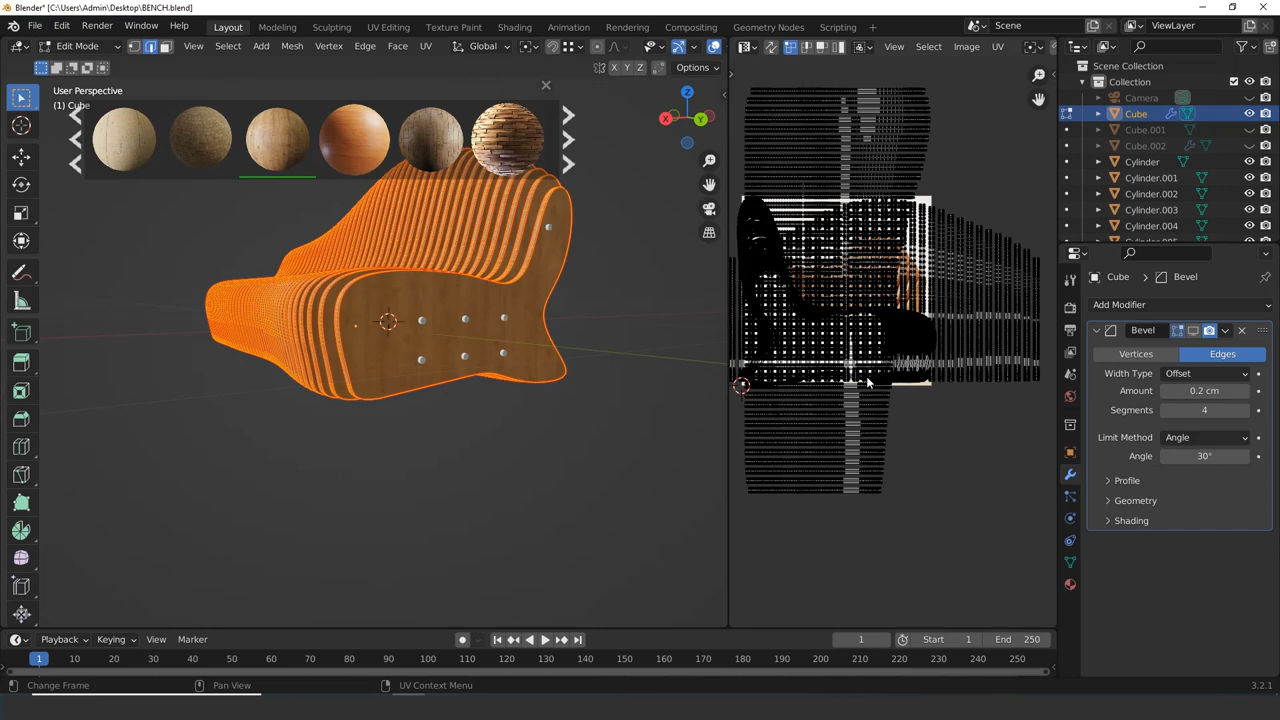 Blender* [C:\Users\Admin\Desktop\BENCH.blend]
File Edit Render Window Help Layout Modeling Sculpting UV Editing Texture Paint Shading Animation Rendering Compositing Geometry Nodes Scripting Scene ViewLayer
Edit Mode View Select Add Mesh Vertex Edge Face UV Global View Select Image UV
X Y Z Options
User Perspective
(1) Cube
Z
X Y
Scene Collection
Collection
Camera
Cube
Cube.001
Cube.002
Cylinder
Cylinder.001
Cylinder.002
Cylinder.003
Cylinder.004
Cube Bevel
Add Modifier
Bevel
Vertices Edges
Width Type Offset
Amount 0.2 cm
Segments 4
Limit Method Angle
Angle 30°
Profile
Geometry
Shading
Playback Keying View Marker 1 Start 1 End 250
1 10 20 30 40 50 60 70 80 90 100 110 120 130 140 150 160 170 180 190 200 210 220 230 240 250
Change Frame Pan View UV Context Menu 3.2.1